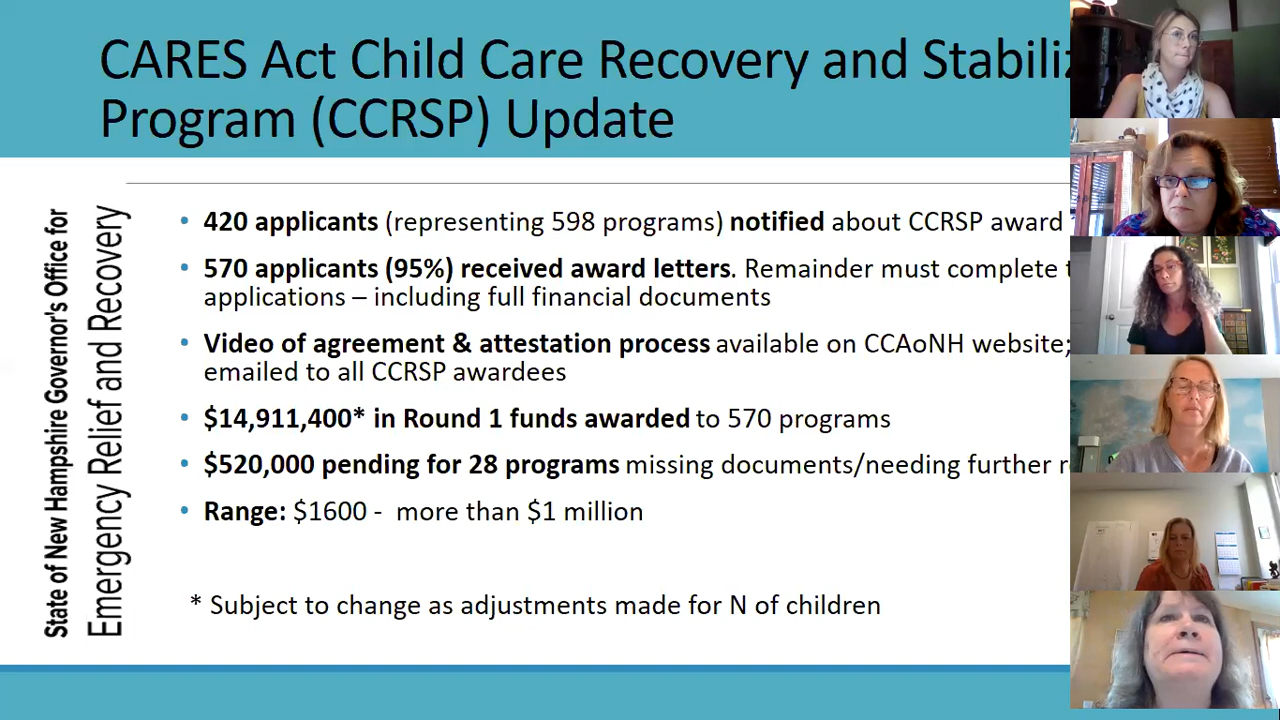 CARES Act Child Care Recovery and
Program (CCRSP) Update
State of New Hampshire Governor's Office for
Emergency Relief and Recovery
• 420 applicants (representing 598 programs) notified about CCRSP award
• 570 applicants (95%) received award letters. Remainder must complete
applications – including full financial documents
• Video of agreement & attestation process available on CCAoNH website;
emailed to all CCRSP awardees
• $14,911,400* in Round 1 funds awarded to 570 programs
• $520,000 pending for 28 programs missing documents/needing further
• Range: $1600 - more than $1 million
* Subject to change as adjustments made for N of children